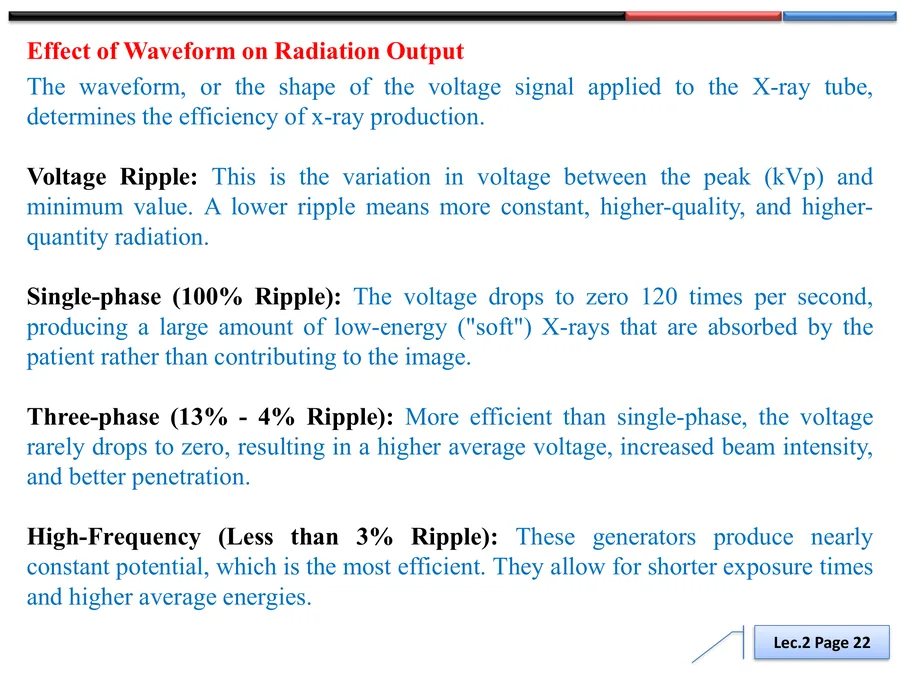 Effect of Waveform on Radiation Output
The waveform, or the shape of the voltage signal applied to the X-ray tube,
determines the efficiency of x-ray production.
Voltage Ripple: This is the variation in voltage between the peak (kVp) and
minimum value. A lower ripple means more constant, higher-quality, and higher-
quantity radiation.
Single-phase (100% Ripple): The voltage drops to zero 120 times per second,
producing a large amount of low-energy ("soft") X-rays that are absorbed by the
patient rather than contributing to the image.
Three-phase (13% - 4% Ripple): More efficient than single-phase, the voltage
rarely drops to zero, resulting in a higher average voltage, increased beam intensity,
and better penetration.
High-Frequency (Less than 3% Ripple): These generators produce nearly
constant potential, which is the most efficient. They allow for shorter exposure times
and higher average energies.
Lec.2 Page 22